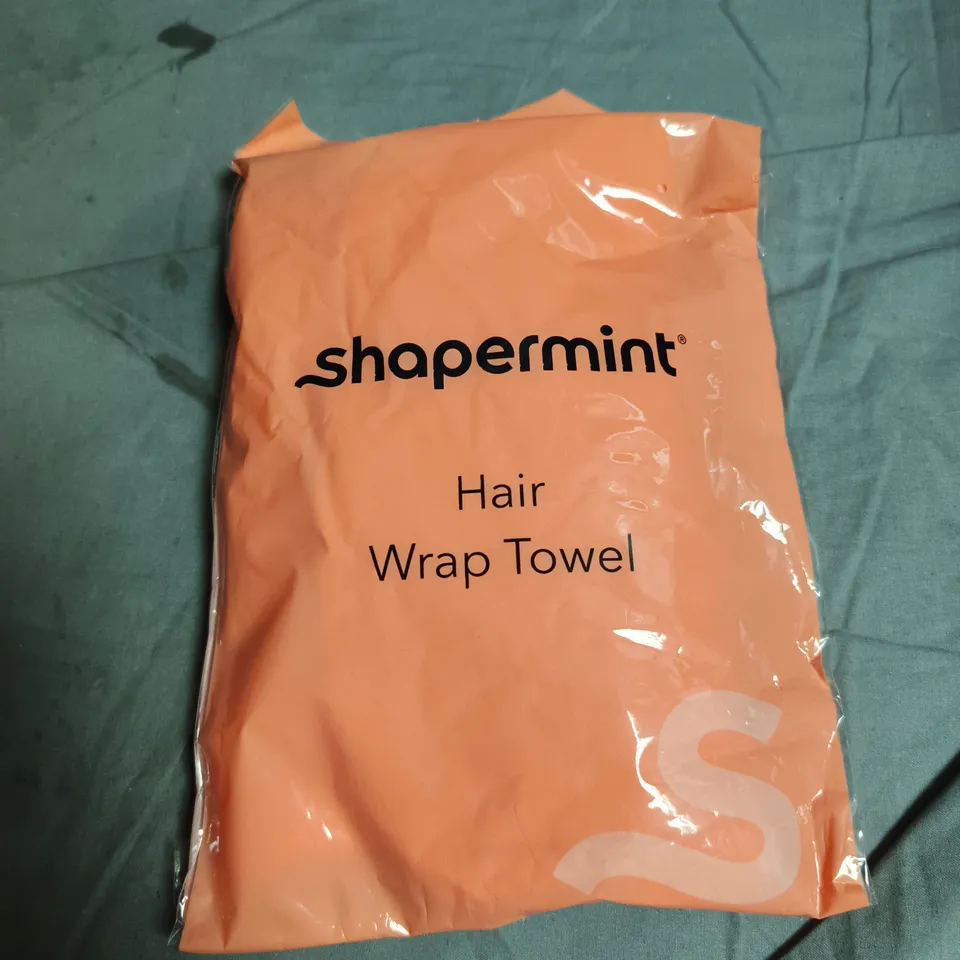 shapermint®
Hair
Wrap Towel
S